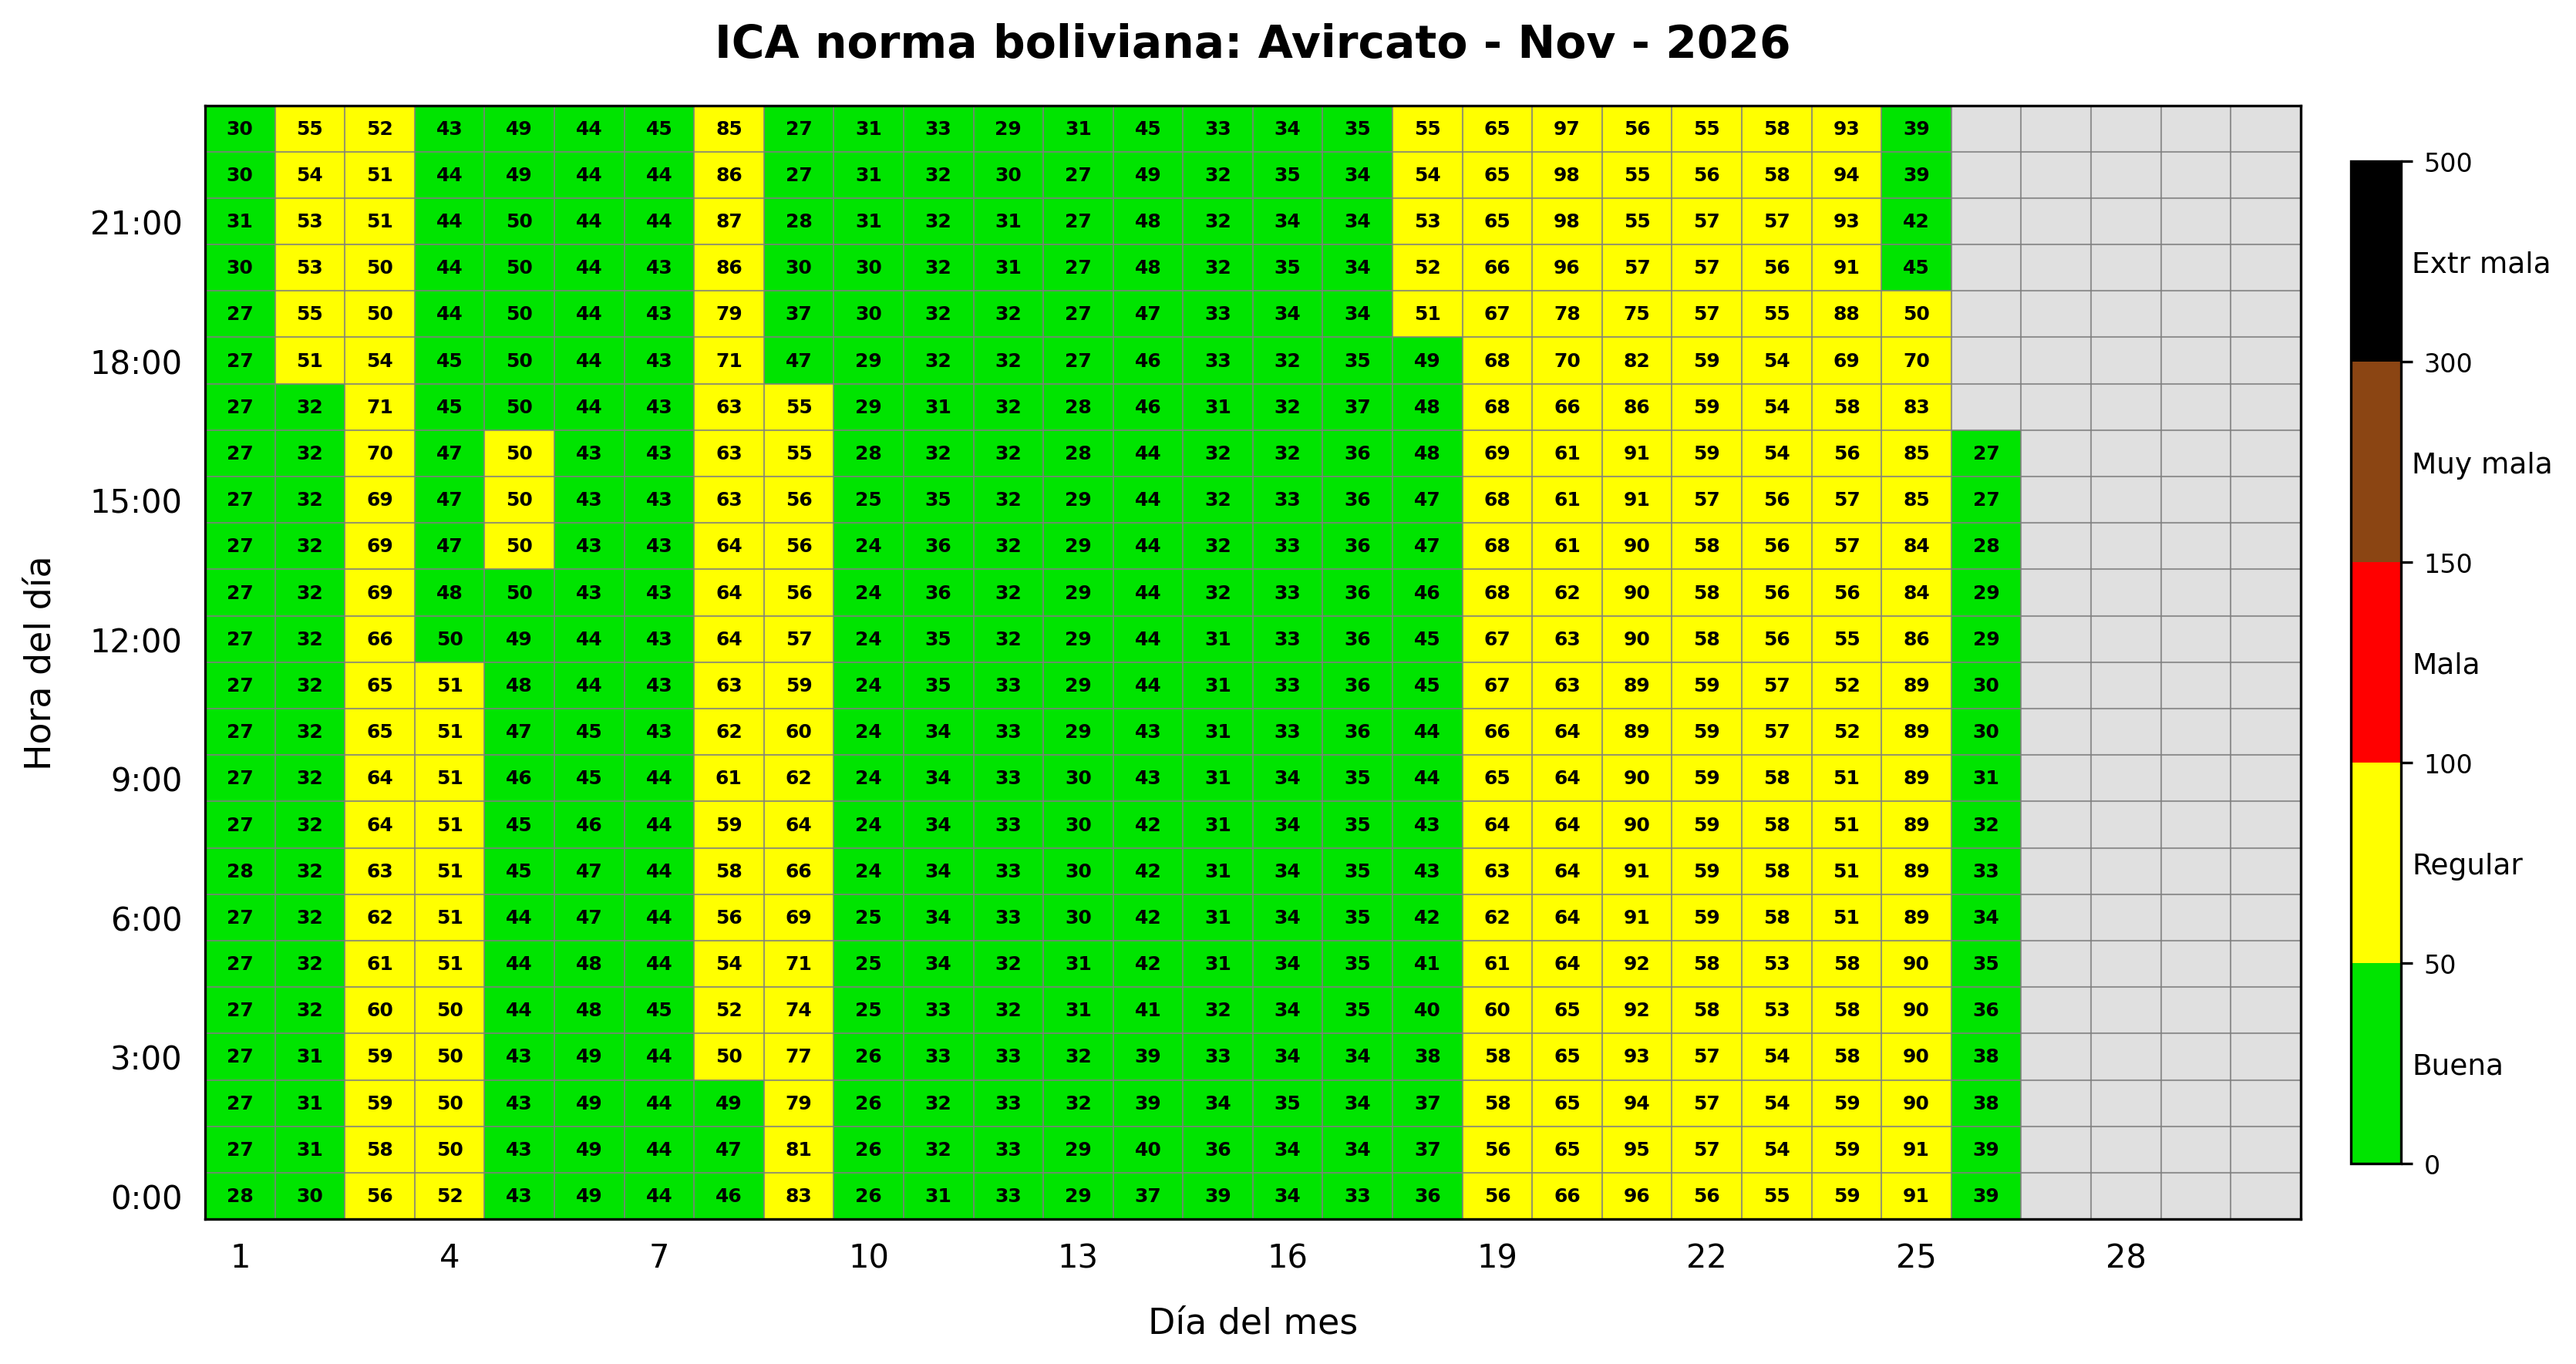 ICA norma boliviana: Avircato - Nov - 2026
30 55 52 43 49 44 45 85 27 31 33 29 31 45 33 34 35 55 65 97 56 55 58 93 39
500
30 54 51 44 49 44 44 86 27 31 32 30 27 49 32 35 34 54 65 98 55 56 58 94 39
21:00 31 53 51 44 50 44 44 87 28 31 32 31 27 48 32 34 34 53 65 98 55 57 57 93 42
30 53 50 44 50 44 43 86 30 30 32 31 27 48 32 35 34 52 66 96 57 57 56 91 45
Extr mala
27 55 50 44 50 44 43 79 37 30 32 32 27 47 33 34 34 51 67 78 75 57 55 88 50
18:00 27 51 54 45 50 44 43 71 47 29 32 32 27 46 33 32 35 49 68 70 82 59 54 69 70
300
27 32 71 45 50 44 43 63 55 29 31 32 28 46 31 32 37 48 68 66 86 59 54 58 83
27 32 70 47 50 43 43 63 55 28 32 32 28 44 32 32 36 48 69 61 91 59 54 56 85 27
Muy mala
15:00 27 32 69 47 50 43 43 63 56 25 35 32 29 44 32 33 36 47 68 61 91 57 56 57 85 27
27 32 69 47 50 43 43 64 56 24 36 32 29 44 32 33 36 47 68 61 90 58 56 57 84 28
150
27 32 69 48 50 43 43 64 56 24 36 32 29 44 32 33 36 46 68 62 90 58 56 56 84 29
12:00 27 32 66 50 49 44 43 64 57 24 35 32 29 44 31 33 36 45 67 63 90 58 56 55 86 29
Mala
27 32 65 51 48 44 43 63 59 24 35 33 29 44 31 33 36 45 67 63 89 59 57 52 89 30
27 32 65 51 47 45 43 62 60 24 34 33 29 43 31 33 36 44 66 64 89 59 57 52 89 30
100
9:00 27 32 64 51 46 45 44 61 62 24 34 33 30 43 31 34 35 44 65 64 90 59 58 51 89 31
27 32 64 51 45 46 44 59 64 24 34 33 30 42 31 34 35 43 64 64 90 59 58 51 89 32
28 32 63 51 45 47 44 58 66 24 34 33 30 42 31 34 35 43 63 64 91 59 58 51 89 33
Regular
6:00 27 32 62 51 44 47 44 56 69 25 34 33 30 42 31 34 35 42 62 64 91 59 58 51 89 34
27 32 61 51 44 48 44 54 71 25 34 32 31 42 31 34 35 41 61 64 92 58 53 58 90 35
50
27 32 60 50 44 48 45 52 74 25 33 32 31 41 32 34 35 40 60 65 92 58 53 58 90 36
3:00 27 31 59 50 43 49 44 50 77 26 33 33 32 39 33 34 34 38 58 65 93 57 54 58 90 38
Buena
27 31 59 50 43 49 44 49 79 26 32 33 32 39 34 35 34 37 58 65 94 57 54 59 90 38
27 31 58 50 43 49 44 47 81 26 32 33 29 40 36 34 34 37 56 65 95 57 54 59 91 39
0
0:00 28 30 56 52 43 49 44 46 83 26 31 33 29 37 39 34 33 36 56 66 96 56 55 59 91 39
1 4 7 10 13 16 19 22 25 28
Hora del día
Día del mes